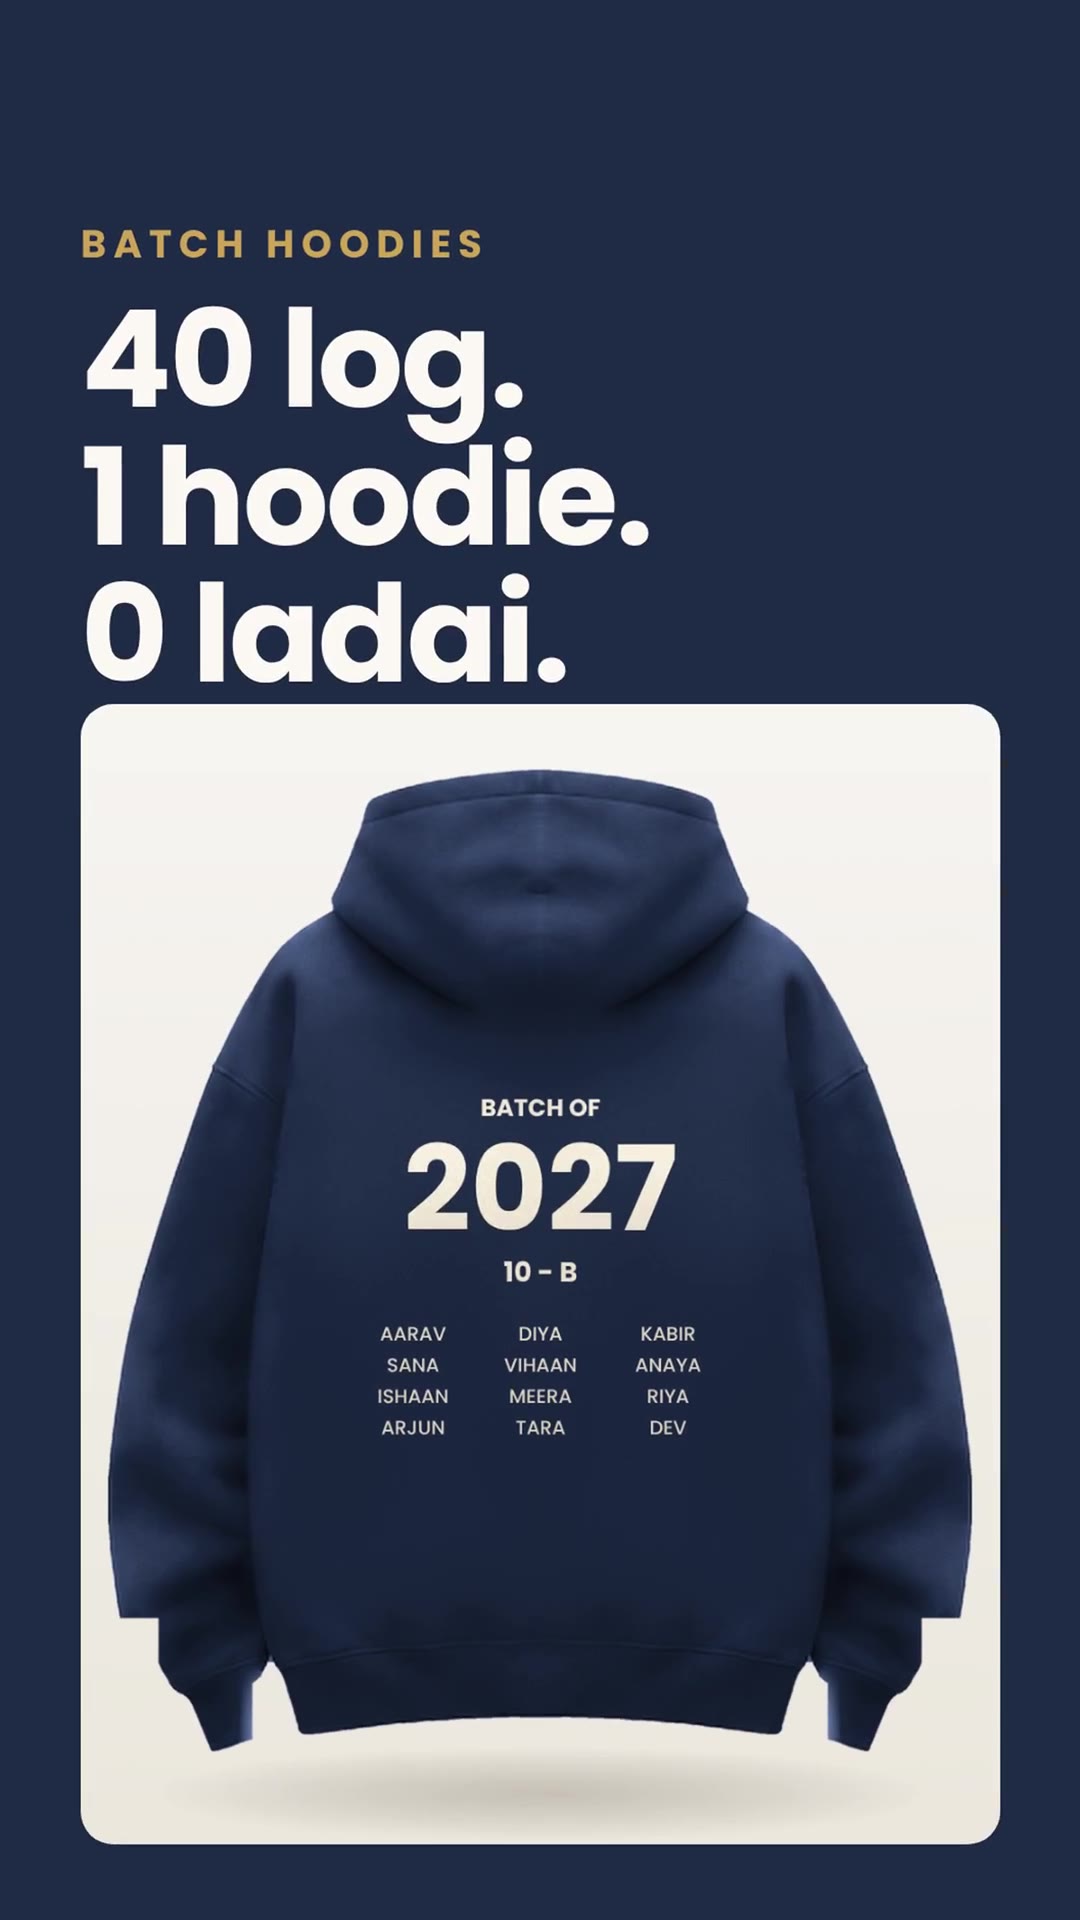 BATCH HOODIES
40 log.
1 hoodie.
0 ladai.
BATCH OF
2027
10 – B
AARAV DIYA KABIR
SANA VIHAAN ANAYA
ISHAAN MEERA RIYA
ARJUN TARA DEV